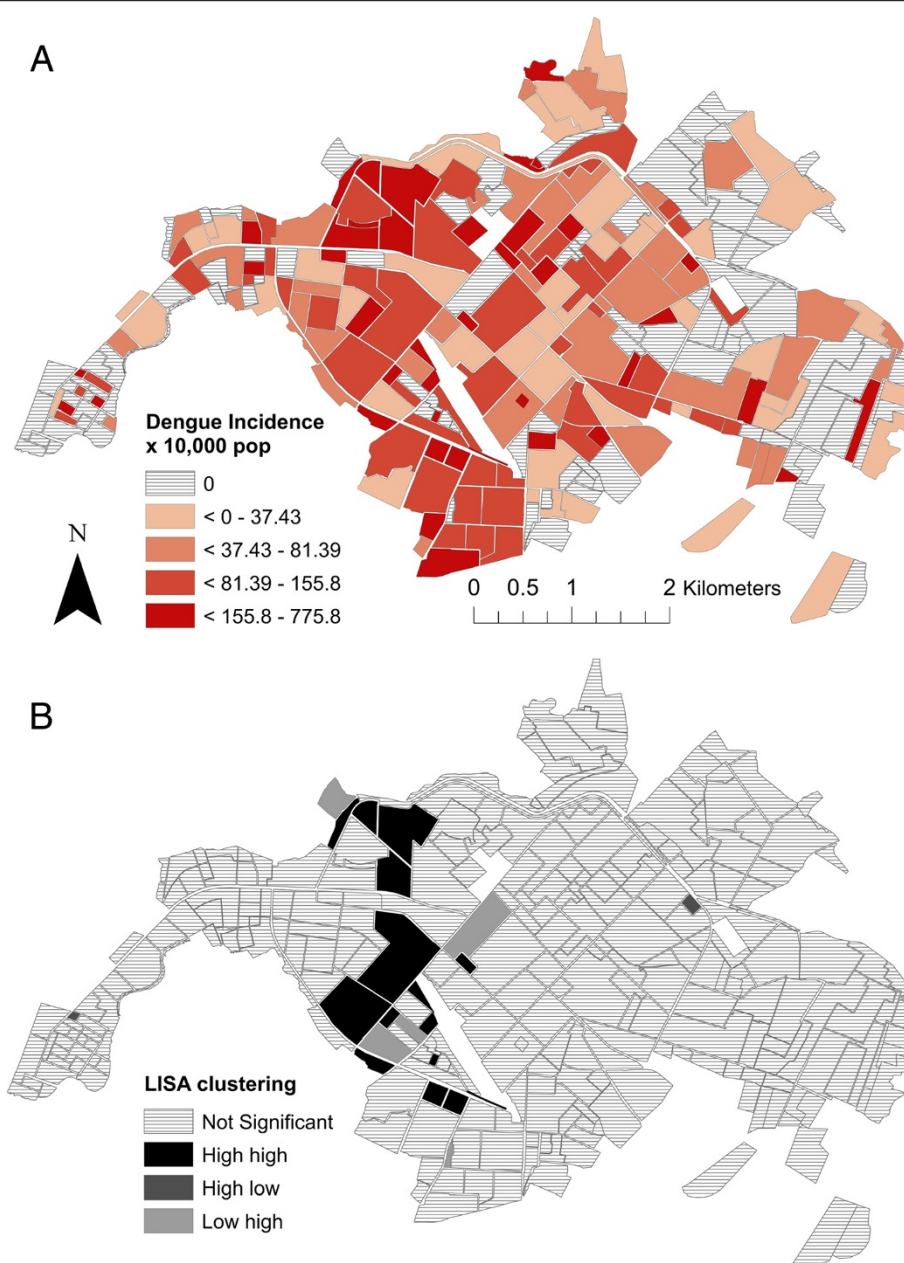 A
Dengue Incidence
x 10,000 pop
0
< 0 - 37.43
< 37.43 - 81.39
< 81.39 - 155.8
< 155.8 - 775.8
N
0 0.5 1 2 Kilometers
B
LISA clustering
Not Significant
High high
High low
Low high